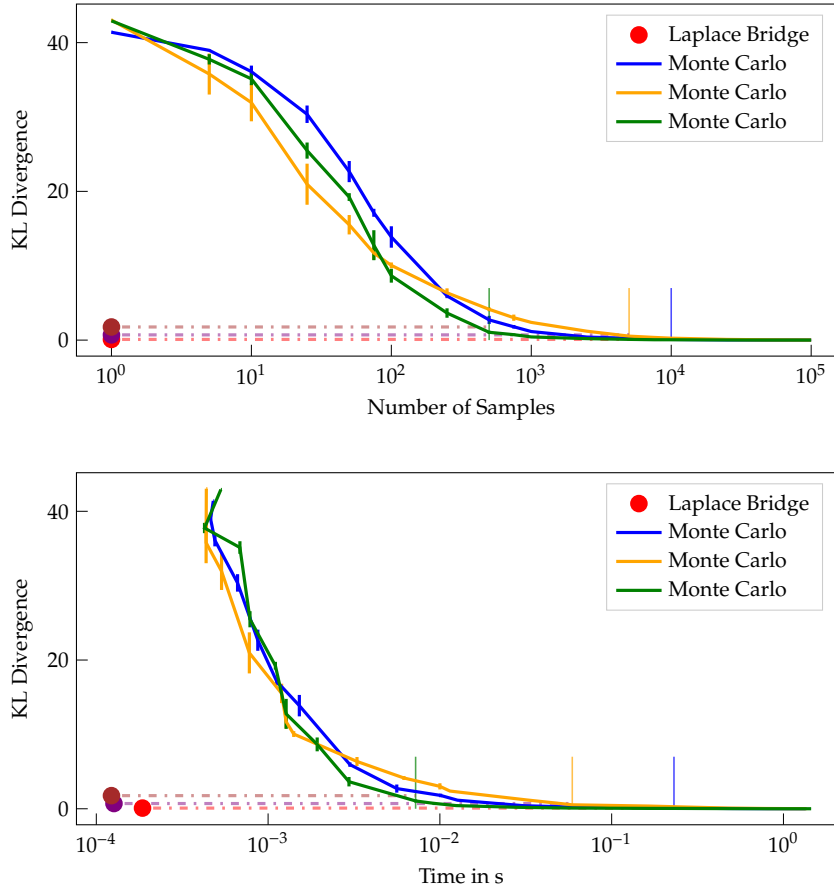 40
20
0
KL Divergence
Laplace Bridge
Monte Carlo
Monte Carlo
Monte Carlo
10^0 10^1 10^2 10^3 10^4 10^5
Number of Samples
40
20
0
KL Divergence
Laplace Bridge
Monte Carlo
Monte Carlo
Monte Carlo
10^−4 10^−3 10^−2 10^−1 10^0
Time in s